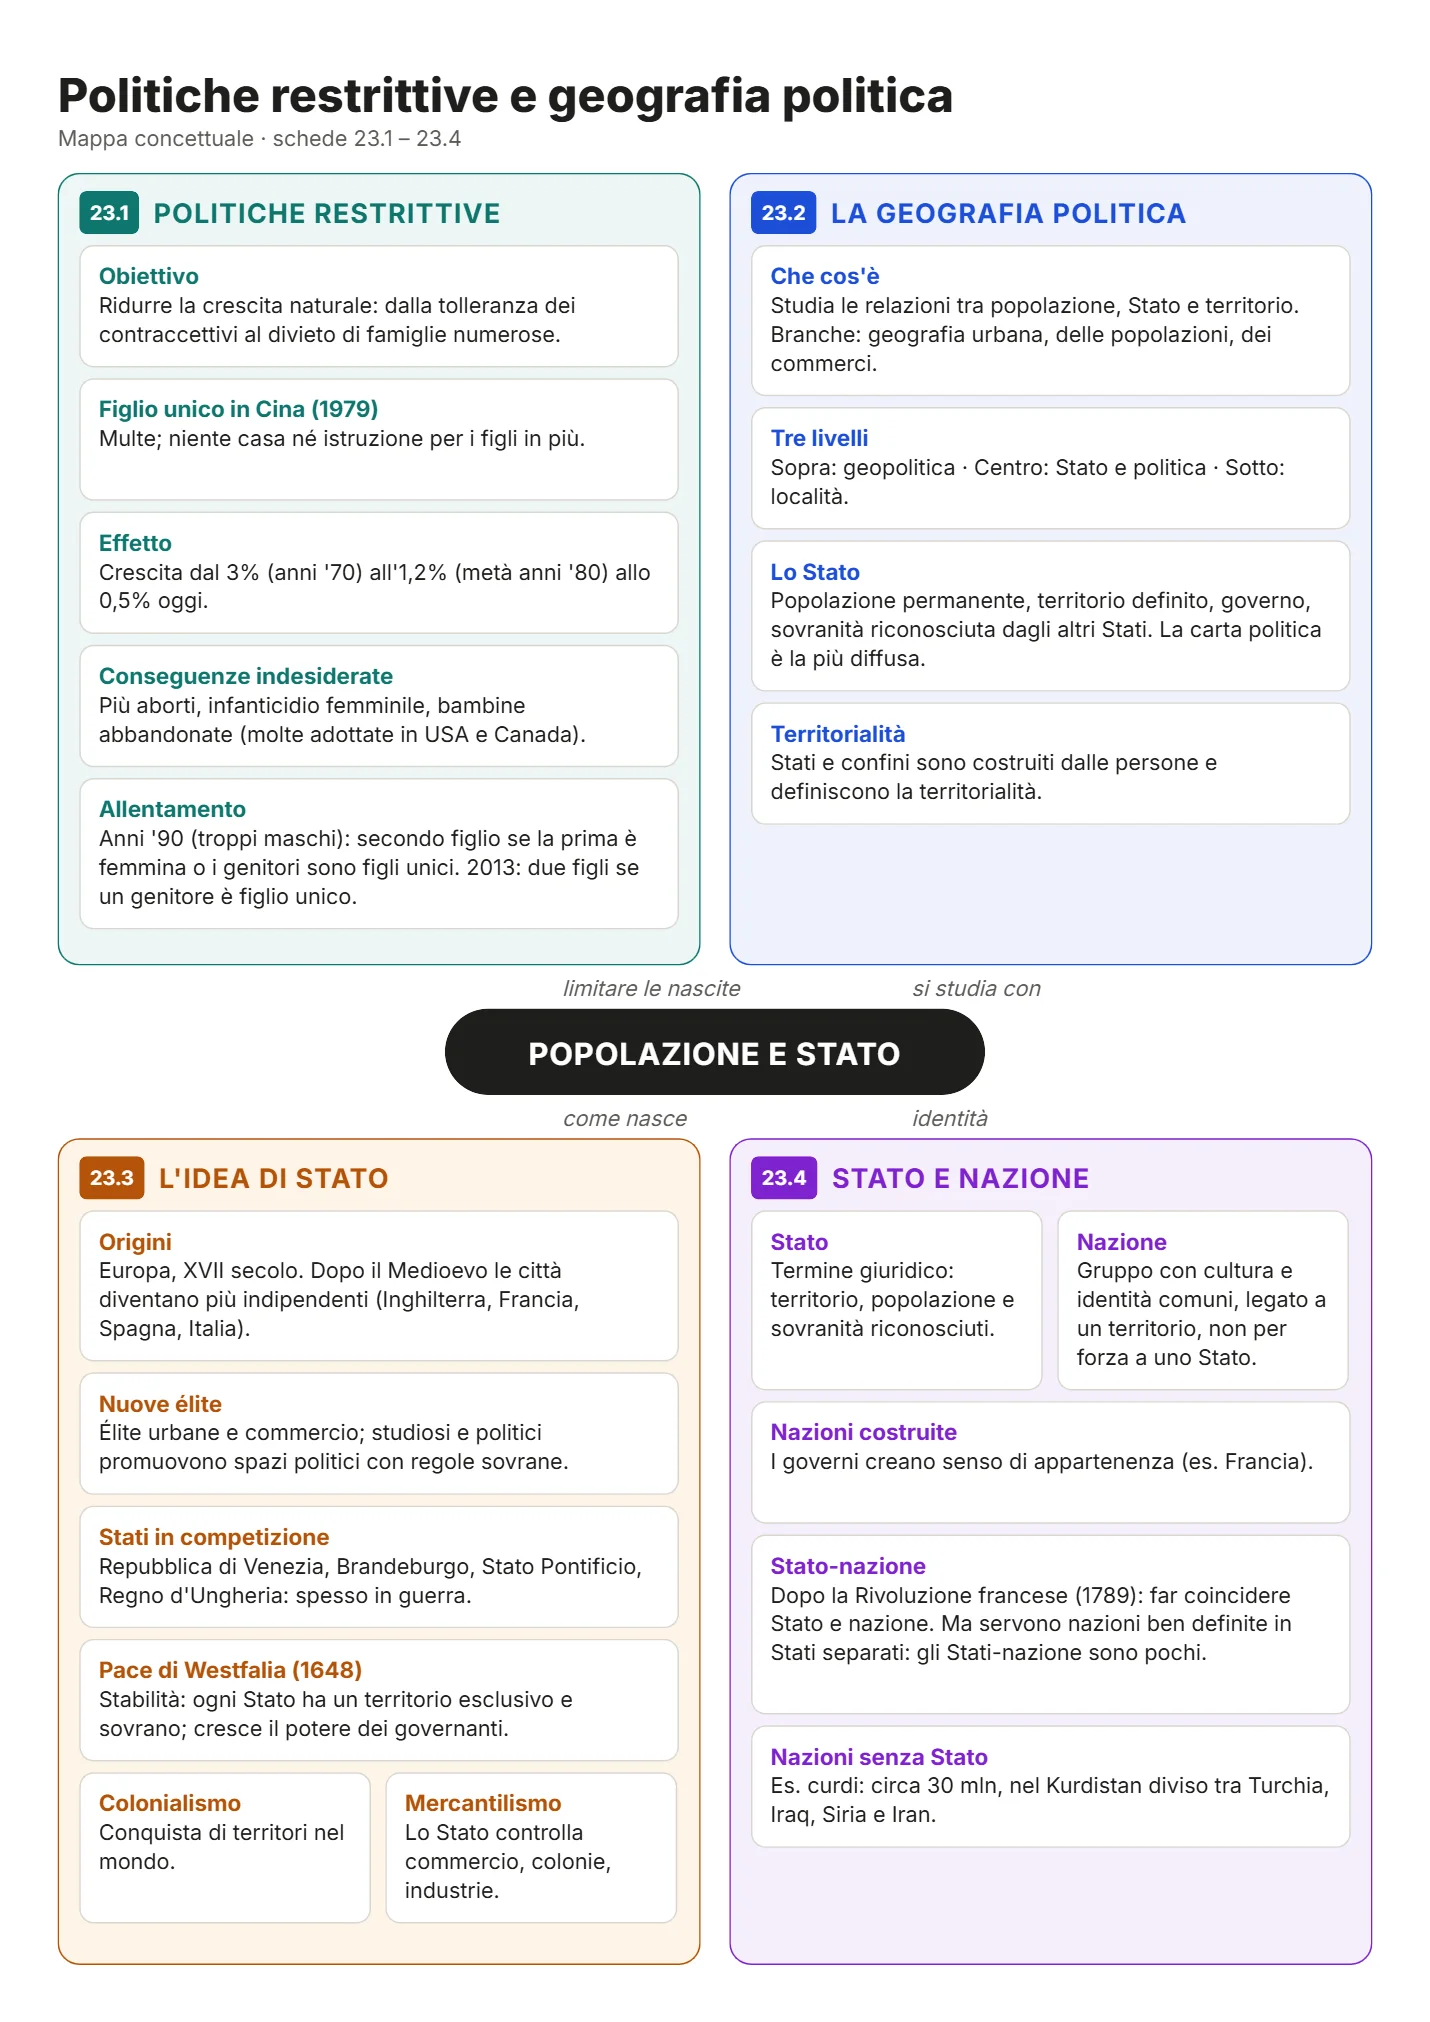 Politiche restrittive e geografia politica
Mappa concettuale · schede 23.1 – 23.4
23.1 POLITICHE RESTRITTIVE
Obiettivo
Ridurre la crescita naturale: dalla tolleranza dei
contraccettivi al divieto di famiglie numerose.
Figlio unico in Cina (1979)
Multe; niente casa né istruzione per i figli in più.
Effetto
Crescita dal 3% (anni '70) all'1,2% (metà anni '80) allo
0,5% oggi.
Conseguenze indesiderate
Più aborti, infanticidio femminile, bambine
abbandonate (molte adottate in USA e Canada).
Allentamento
Anni '90 (troppi maschi): secondo figlio se la prima è
femmina o i genitori sono figli unici. 2013: due figli se
un genitore è figlio unico.
23.2 LA GEOGRAFIA POLITICA
Che cos'è
Studia le relazioni tra popolazione, Stato e territorio.
Branche: geografia urbana, delle popolazioni, dei
commerci.
Tre livelli
Sopra: geopolitica · Centro: Stato e politica · Sotto:
località.
Lo Stato
Popolazione permanente, territorio definito, governo,
sovranità riconosciuta dagli altri Stati. La carta politica
è la più diffusa.
Territorialità
Stati e confini sono costruiti dalle persone e
definiscono la territorialità.
limitare le nascite
si studia con
POPOLAZIONE E STATO
come nasce
identità
23.3 L'IDEA DI STATO
Origini
Europa, XVII secolo. Dopo il Medioevo le città
diventano più indipendenti (Inghilterra, Francia,
Spagna, Italia).
Nuove élite
Élite urbane e commercio; studiosi e politici
promuovono spazi politici con regole sovrane.
Stati in competizione
Repubblica di Venezia, Brandeburgo, Stato Pontificio,
Regno d'Ungheria: spesso in guerra.
Pace di Westfalia (1648)
Stabilità: ogni Stato ha un territorio esclusivo e
sovrano; cresce il potere dei governanti.
Colonialismo
Conquista di territori nel
mondo.
Mercantilismo
Lo Stato controlla
commercio, colonie,
industrie.
23.4 STATO E NAZIONE
Stato
Termine giuridico:
territorio, popolazione e
sovranità riconosciuti.
Nazione
Gruppo con cultura e
identità comuni, legato a
un territorio, non per
forza a uno Stato.
Nazioni costruite
I governi creano senso di appartenenza (es. Francia).
Stato-nazione
Dopo la Rivoluzione francese (1789): far coincidere
Stato e nazione. Ma servono nazioni ben definite in
Stati separati: gli Stati-nazione sono pochi.
Nazioni senza Stato
Es. curdi: circa 30 mln, nel Kurdistan diviso tra Turchia,
Iraq, Siria e Iran.